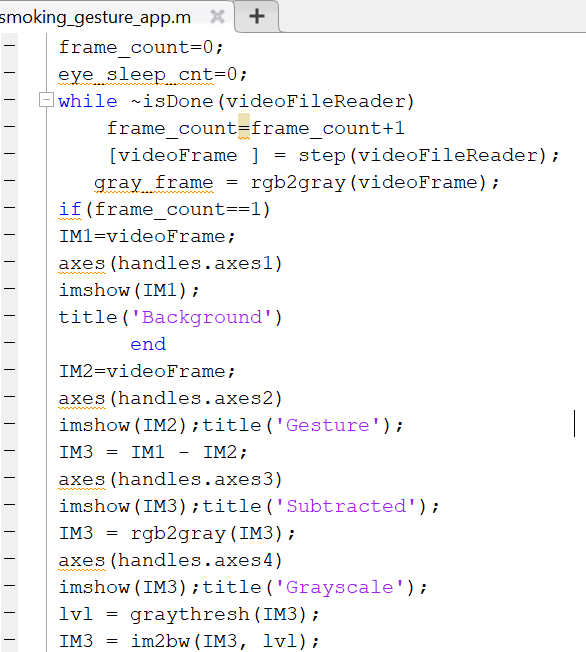 smoking_gesture_app.m
frame_count=0;
eye_sleep_cnt=0;
while ~isDone(videoFileReader)
frame_count=frame_count+1
[videoFrame ] = step(videoFileReader);
gray_frame = rgb2gray(videoFrame);
if(frame_count==1)
IM1=videoFrame;
axes(handles.axes1)
imshow(IM1);
title('Background')
end
IM2=videoFrame;
axes(handles.axes2)
imshow(IM2);title('Gesture');
IM3 = IM1 - IM2;
axes(handles.axes3)
imshow(IM3);title('Subtracted');
IM3 = rgb2gray(IM3);
axes(handles.axes4)
imshow(IM3);title('Grayscale');
lvl = graythresh(IM3);
IM3 = im2bw(IM3, lvl);